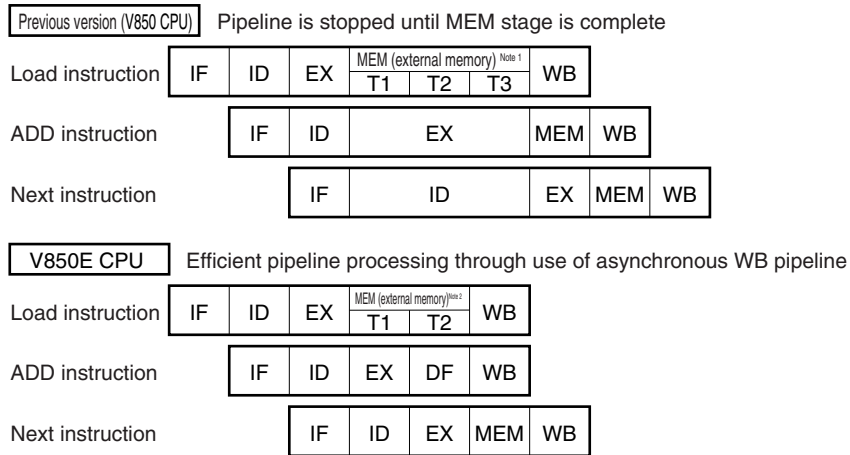 Previous version (V850 CPU) Pipeline is stopped until MEM stage is complete
Load instruction IF ID EX MEM (external memory) Note 1 T1 T2 T3 WB
ADD instruction IF ID EX MEM WB
Next instruction IF ID EX MEM WB
V850E CPU Efficient pipeline processing through use of asynchronous WB pipeline
Load instruction IF ID EX MEM (external memory) Note 2 T1 T2 WB
ADD instruction IF ID EX DF WB
Next instruction IF ID EX MEM WB